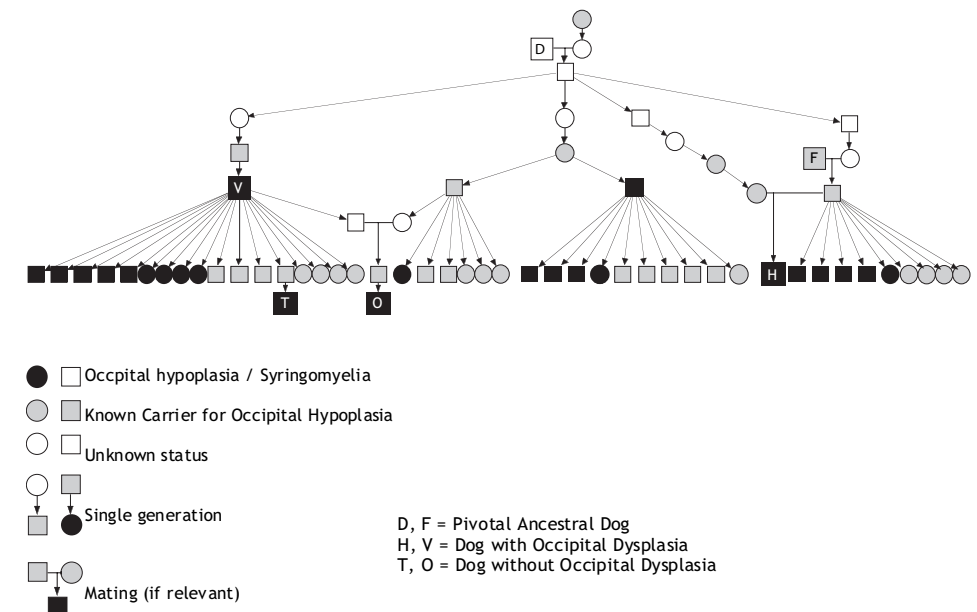 D
F
V
H
T
O
Occpital hypoplasia / Syringomyelia
Known Carrier for Occipital Hypoplasia
Unknown status
Single generation
D, F = Pivotal Ancestral Dog
H, V = Dog with Occipital Dysplasia
T, O = Dog without Occipital Dysplasia
Mating (if relevant)